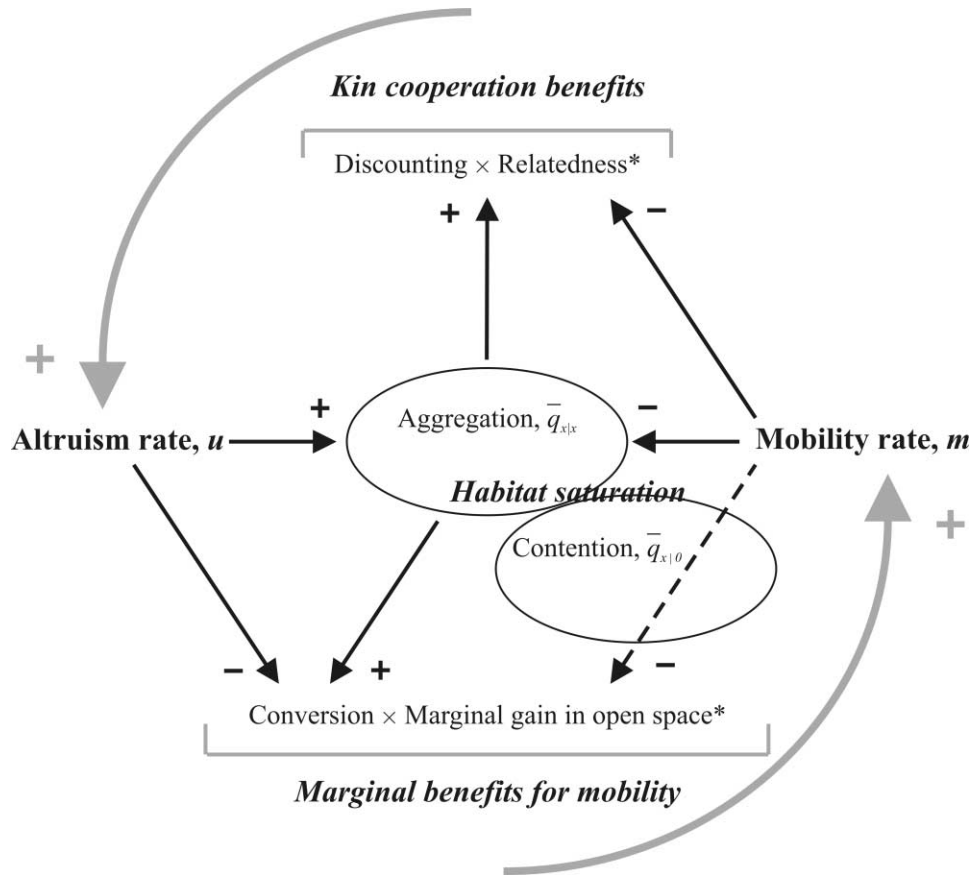 Kin cooperation benefits
Discounting × Relatedness*
+ −
+
+ −
Aggregation, q̅ₓ|ₓ
Altruism rate, u
Mobility rate, m
Habitat saturation
+
Contention, q̅ₓ|₀
− + −
Conversion × Marginal gain in open space*
Marginal benefits for mobility